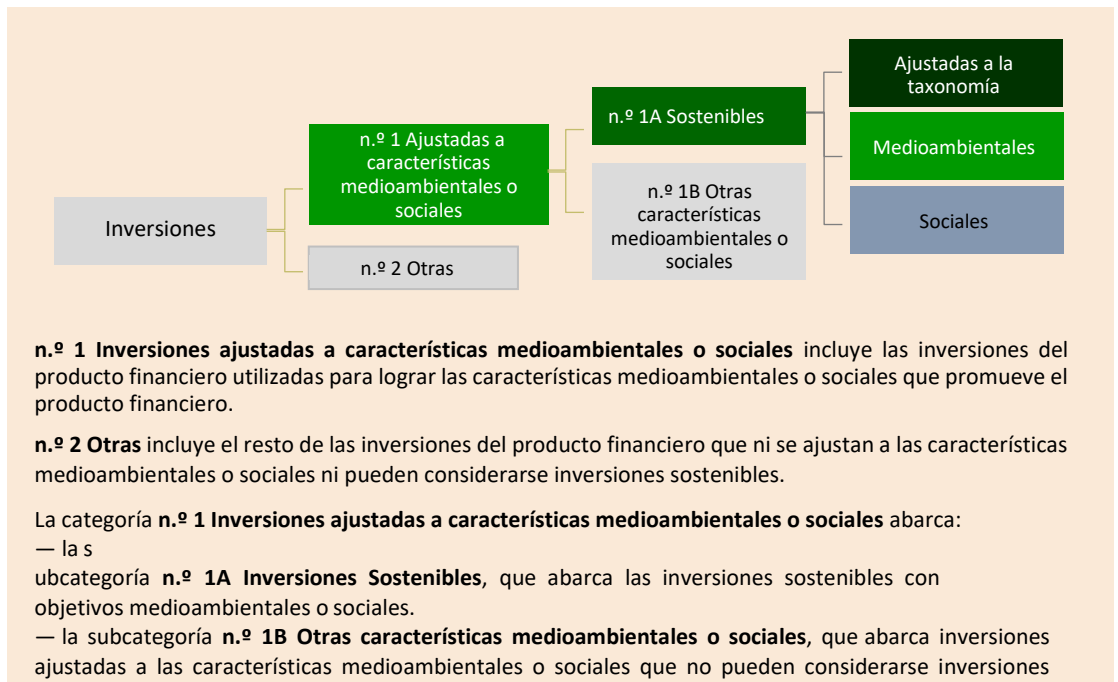 Ajustadas a la
taxonomía
n.º 1A Sostenibles
n.º 1 Ajustadas a
características
medioambientales o
sociales
Medioambientales
n.º 1B Otras
características
medioambientales o
sociales
Inversiones
Sociales
n.º 2 Otras
n.º 1 Inversiones ajustadas a características medioambientales o sociales incluye las inversiones del
producto financiero utilizadas para lograr las características medioambientales o sociales que promueve el
producto financiero.
n.º 2 Otras incluye el resto de las inversiones del producto financiero que ni se ajustan a las características
medioambientales o sociales ni pueden considerarse inversiones sostenibles.
La categoría n.º 1 Inversiones ajustadas a características medioambientales o sociales abarca:
— la s
ubcategoría n.º 1A Inversiones Sostenibles, que abarca las inversiones sostenibles con
objetivos medioambientales o sociales.
— la subcategoría n.º 1B Otras características medioambientales o sociales, que abarca inversiones
ajustadas a las características medioambientales o sociales que no pueden considerarse inversiones